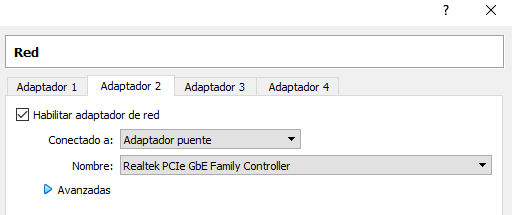 ?
Red
Adaptador 1 Adaptador 2 Adaptador 3 Adaptador 4
Habilitar adaptador de red
Conectado a: Adaptador puente
Nombre: Realtek PCIe GbE Family Controller
Avanzadas